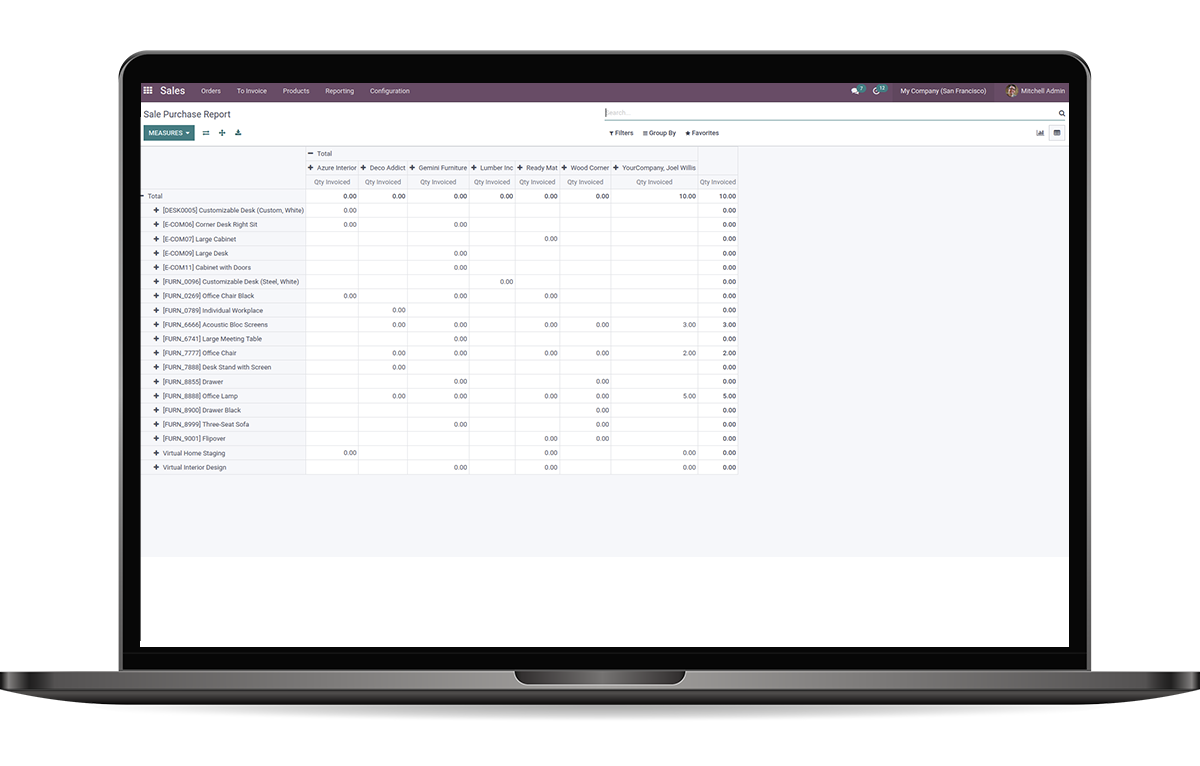 Sales Orders To Invoice Products Reporting Configuration 7 12 My Company (San Francisco) Mitchell Admin
Sale Purchase Report Search...
MEASURES Filters Group By Favorites
Total
Azure Interior Deco Addict Gemini Furniture Lumber Inc Ready Mat Wood Corner YourCompany, Joel Willis
Qty Invoiced Qty Invoiced Qty Invoiced Qty Invoiced Qty Invoiced Qty Invoiced Qty Invoiced Qty Invoiced
Total 0.00 0.00 0.00 0.00 0.00 0.00 10.00 10.00
[DESK0005] Customizable Desk (Custom, White) 0.00 0.00
[E-COM06] Corner Desk Right Sit 0.00 0.00 0.00
[E-COM07] Large Cabinet 0.00 0.00
[E-COM09] Large Desk 0.00 0.00
[E-COM11] Cabinet with Doors 0.00 0.00
[FURN_0096] Customizable Desk (Steel, White) 0.00 0.00
[FURN_0269] Office Chair Black 0.00 0.00 0.00 0.00
[FURN_0789] Individual Workplace 0.00 0.00
[FURN_6666] Acoustic Bloc Screens 0.00 0.00 0.00 0.00 3.00 3.00
[FURN_6741] Large Meeting Table 0.00 0.00
[FURN_7777] Office Chair 0.00 0.00 0.00 0.00 2.00 2.00
[FURN_7888] Desk Stand with Screen 0.00 0.00
[FURN_8855] Drawer 0.00 0.00 0.00
[FURN_8888] Office Lamp 0.00 0.00 0.00 0.00 5.00 5.00
[FURN_8900] Drawer Black 0.00 0.00
[FURN_8999] Three-Seat Sofa 0.00 0.00 0.00
[FURN_9001] Flipover 0.00 0.00 0.00
Virtual Home Staging 0.00 0.00 0.00 0.00
Virtual Interior Design 0.00 0.00 0.00 0.00